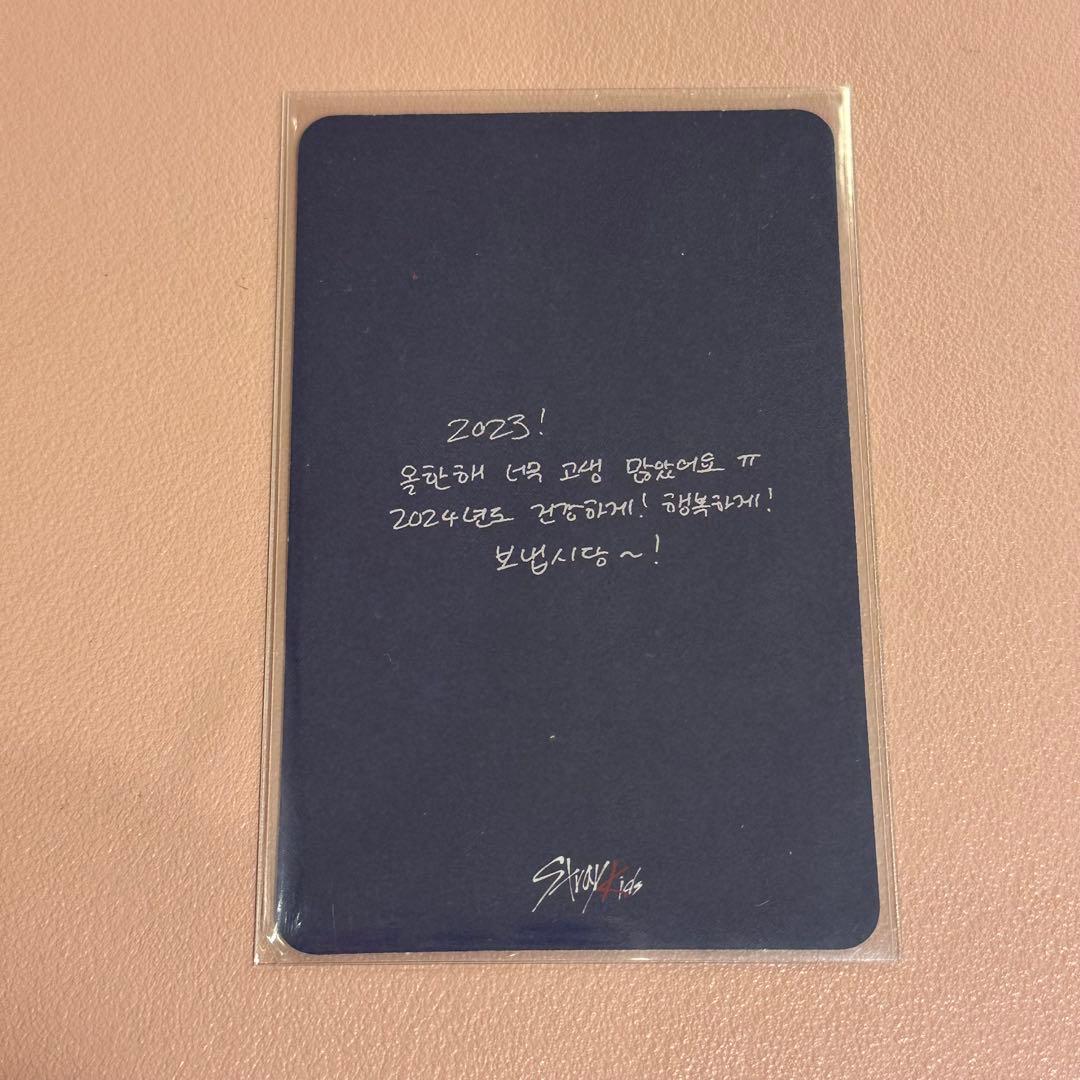 2023!
올한해 너무 고생 많았어요 ㅠ
2024년도 건강하게! 행복하게!
보냅시당~!
Stray Kids